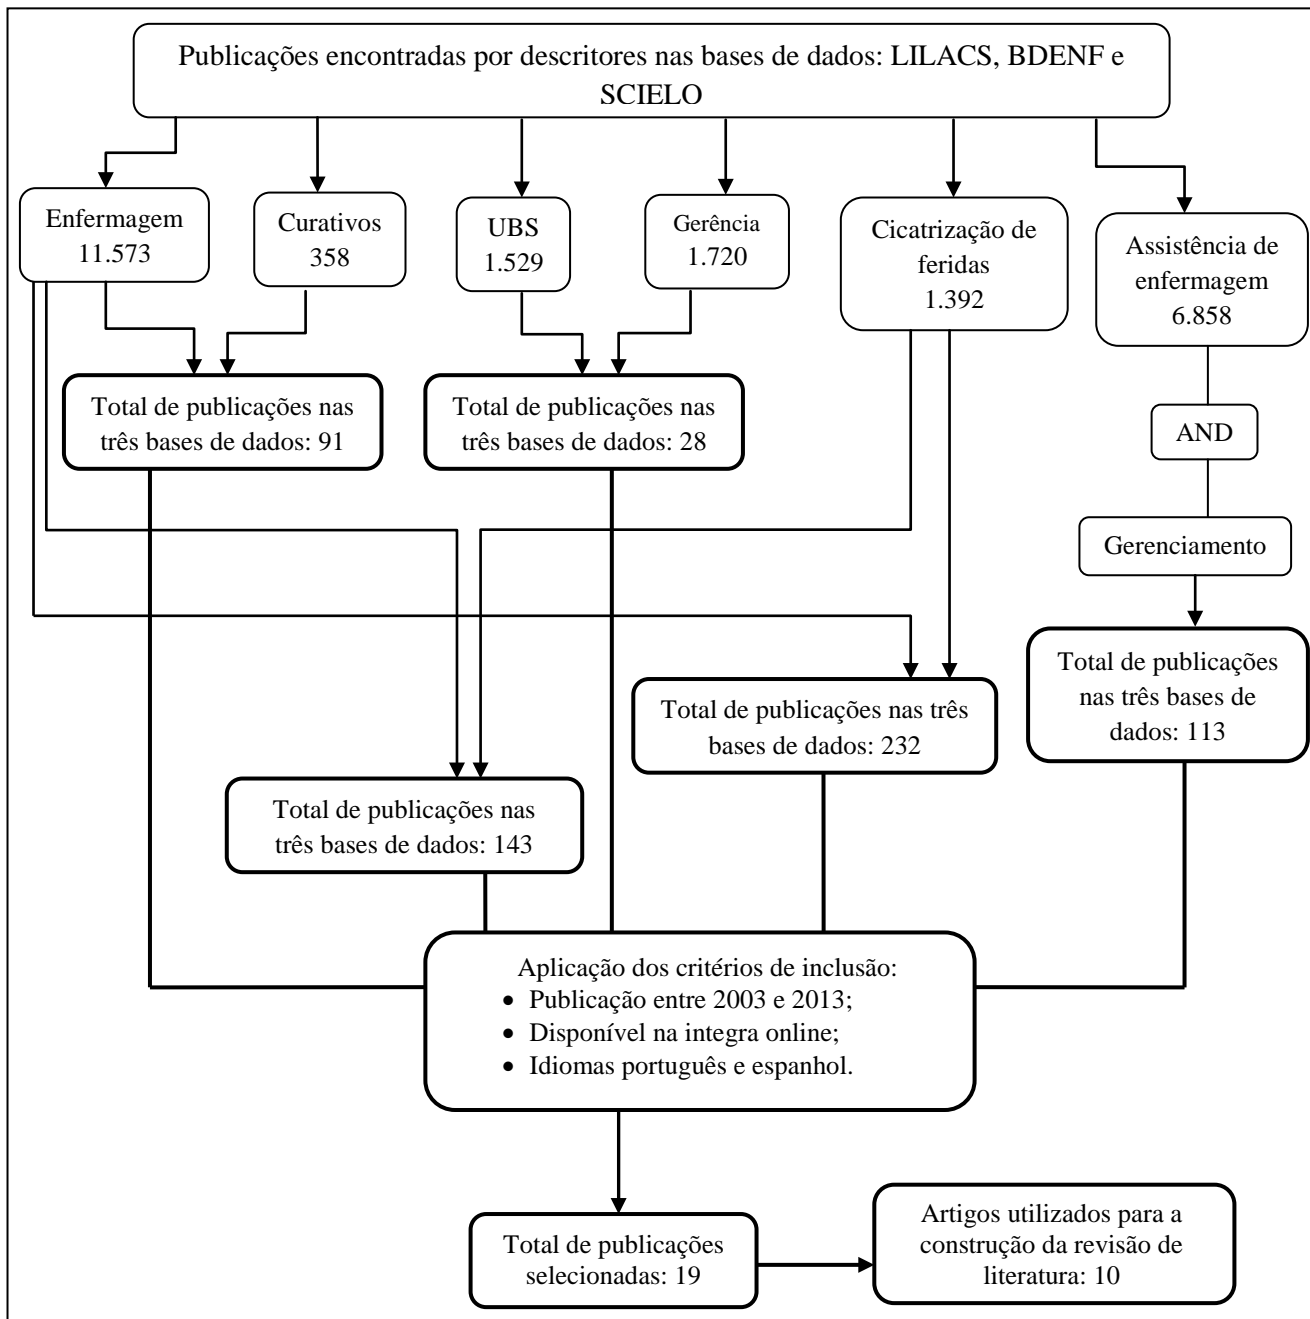 Publicações encontradas por descritores nas bases de dados: LILACS, BDENF e
SCIELO
Enfermagem
11.573
Curativos
358
UBS
1.529
Gerência
1.720
Cicatrização de
feridas
1.392
Assistência de
enfermagem
6.858
Total de publicações nas
três bases de dados: 91
Total de publicações nas
três bases de dados: 28
AND
Gerenciamento
Total de publicações
nas três bases de
dados: 113
Total de publicações nas três
bases de dados: 232
Total de publicações nas
três bases de dados: 143
Aplicação dos critérios de inclusão:
• Publicação entre 2003 e 2013;
• Disponível na integra online;
• Idiomas português e espanhol.
Total de publicações
selecionadas: 19
Artigos utilizados para a
construção da revisão de
literatura: 10